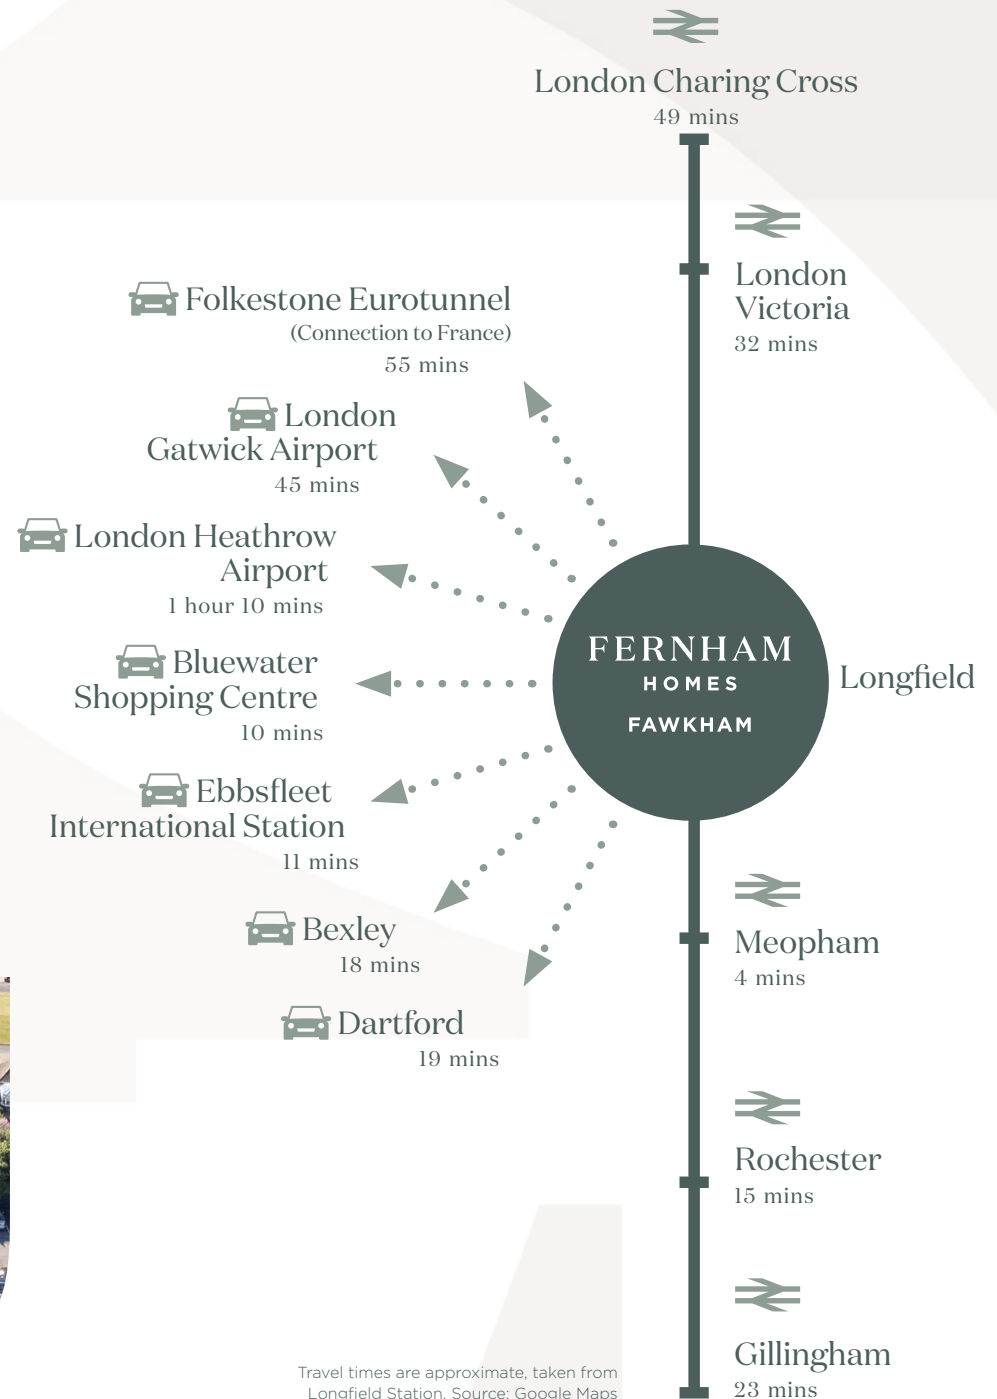 London Charing Cross
49 mins
London
Victoria
32 mins
Folkestone Eurotunnel
(Connection to France)
55 mins
London
Gatwick Airport
45 mins
London Heathrow
Airport
1 hour 10 mins
Bluewater
Shopping Centre
10 mins
Ebbsfleet
International Station
11 mins
Bexley
18 mins
Dartford
19 mins
FERNHAM
HOMES
FAWKHAM
Longfield
Meopham
4 mins
Rochester
15 mins
Gillingham
23 mins
Travel times are approximate, taken from
Longfield Station. Source: Google Maps